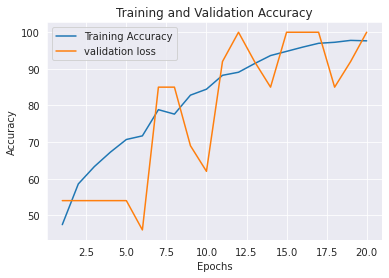 Training and Validation Accuracy
Training Accuracy
validation loss
Accuracy
100
90
80
70
60
50
2.5 5.0 7.5 10.0 12.5 15.0 17.5 20.0
Epochs